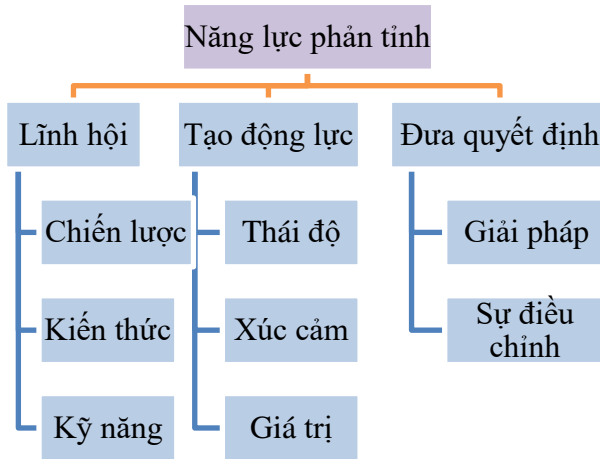 Năng lực phản tỉnh
Lĩnh hội
Chiến lược
Kiến thức
Kỹ năng
Tạo động lực
Thái độ
Xúc cảm
Giá trị
Đưa quyết định
Giải pháp
Sự điều
chỉnh